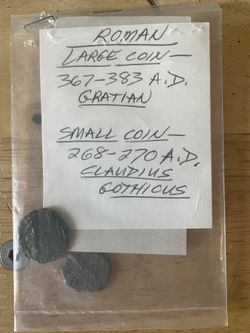 ROMAN
LARGE COIN —
367-383 A.D.
GRATIAN
SMALL COIN —
268-270 A.D.
CLAUDIUS
GOTHICUS